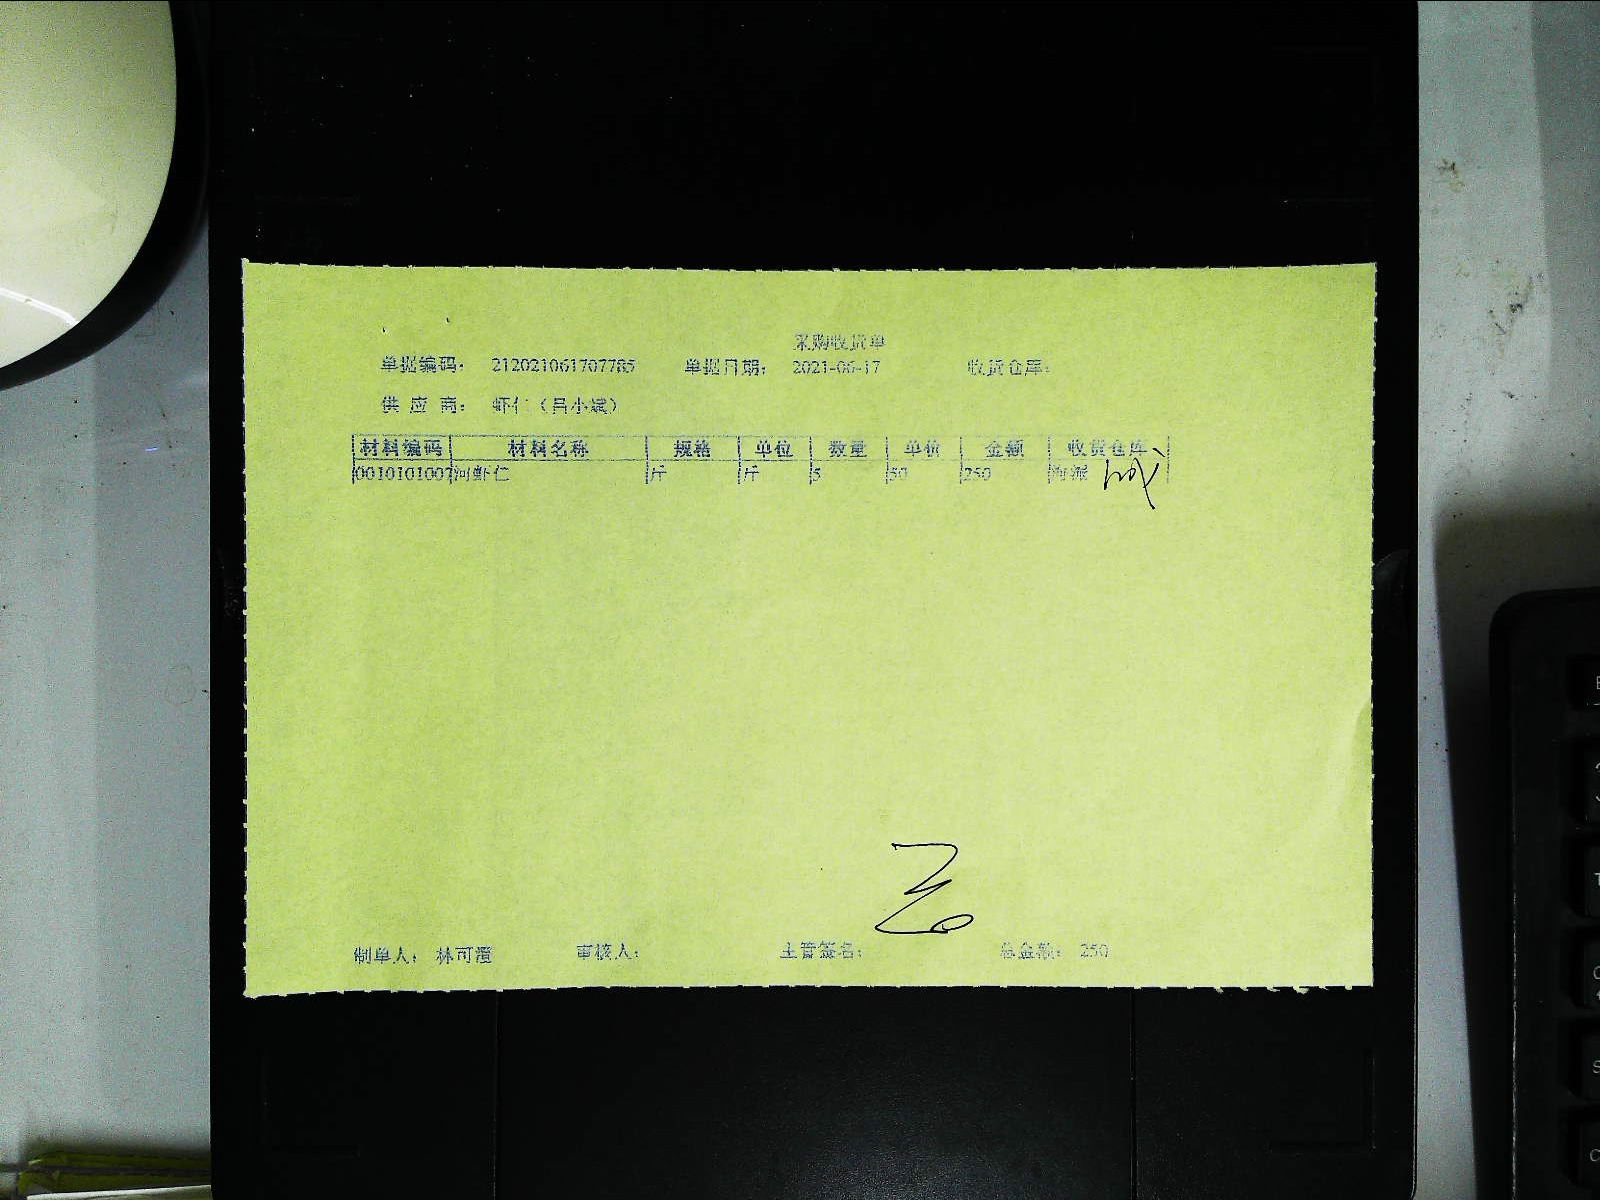 采购收货单
单据编码： 212021061707785 单据日期： 2021-06-17 收货仓库：
供 应 商： 虾仁（吕小斌）
材料编码 材料名称 规格 单位 数量 单价 金额 收货仓库
0010101007 河虾仁 斤 斤 5 50 250 海派
制单人： 林可澄 审核人： 主管签名： 总金额： 250